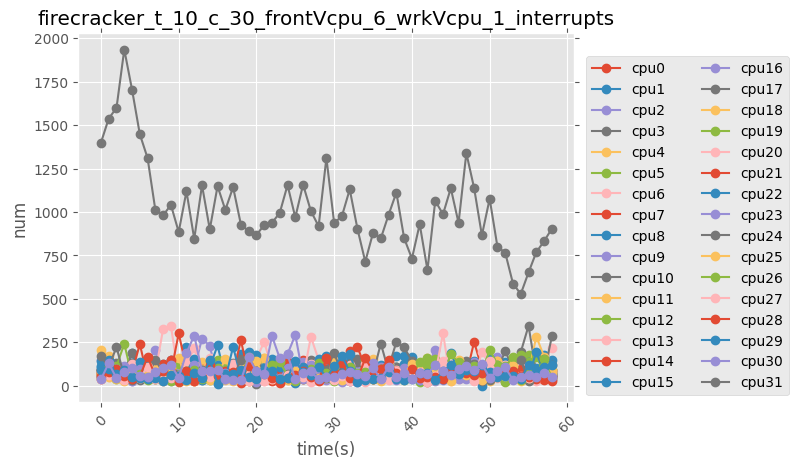 firecracker_t_10_c_30_frontVcpu_6_wrkVcpu_1_interrupts
2000
1750
1500
1250
1000
750
500
250
0
num
0
10
20
30
40
50
60
time(s)
cpu0
cpu1
cpu2
cpu3
cpu4
cpu5
cpu6
cpu7
cpu8
cpu9
cpu10
cpu11
cpu12
cpu13
cpu14
cpu15
cpu16
cpu17
cpu18
cpu19
cpu20
cpu21
cpu22
cpu23
cpu24
cpu25
cpu26
cpu27
cpu28
cpu29
cpu30
cpu31